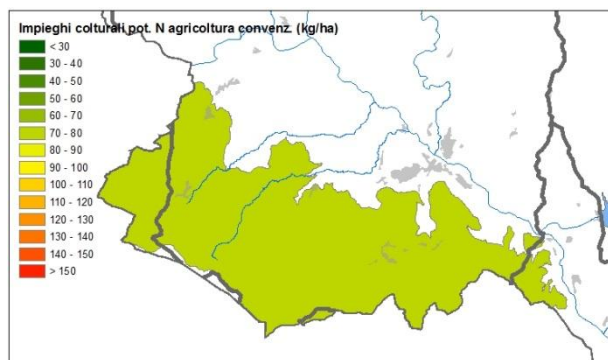 Impieghi colturali pot. N agricoltura convenz. (kg/ha)
< 30
30 - 40
40 - 50
50 - 60
60 - 70
70 - 80
80 - 90
90 - 100
100 - 110
110 - 120
120 - 130
130 - 140
140 - 150
> 150